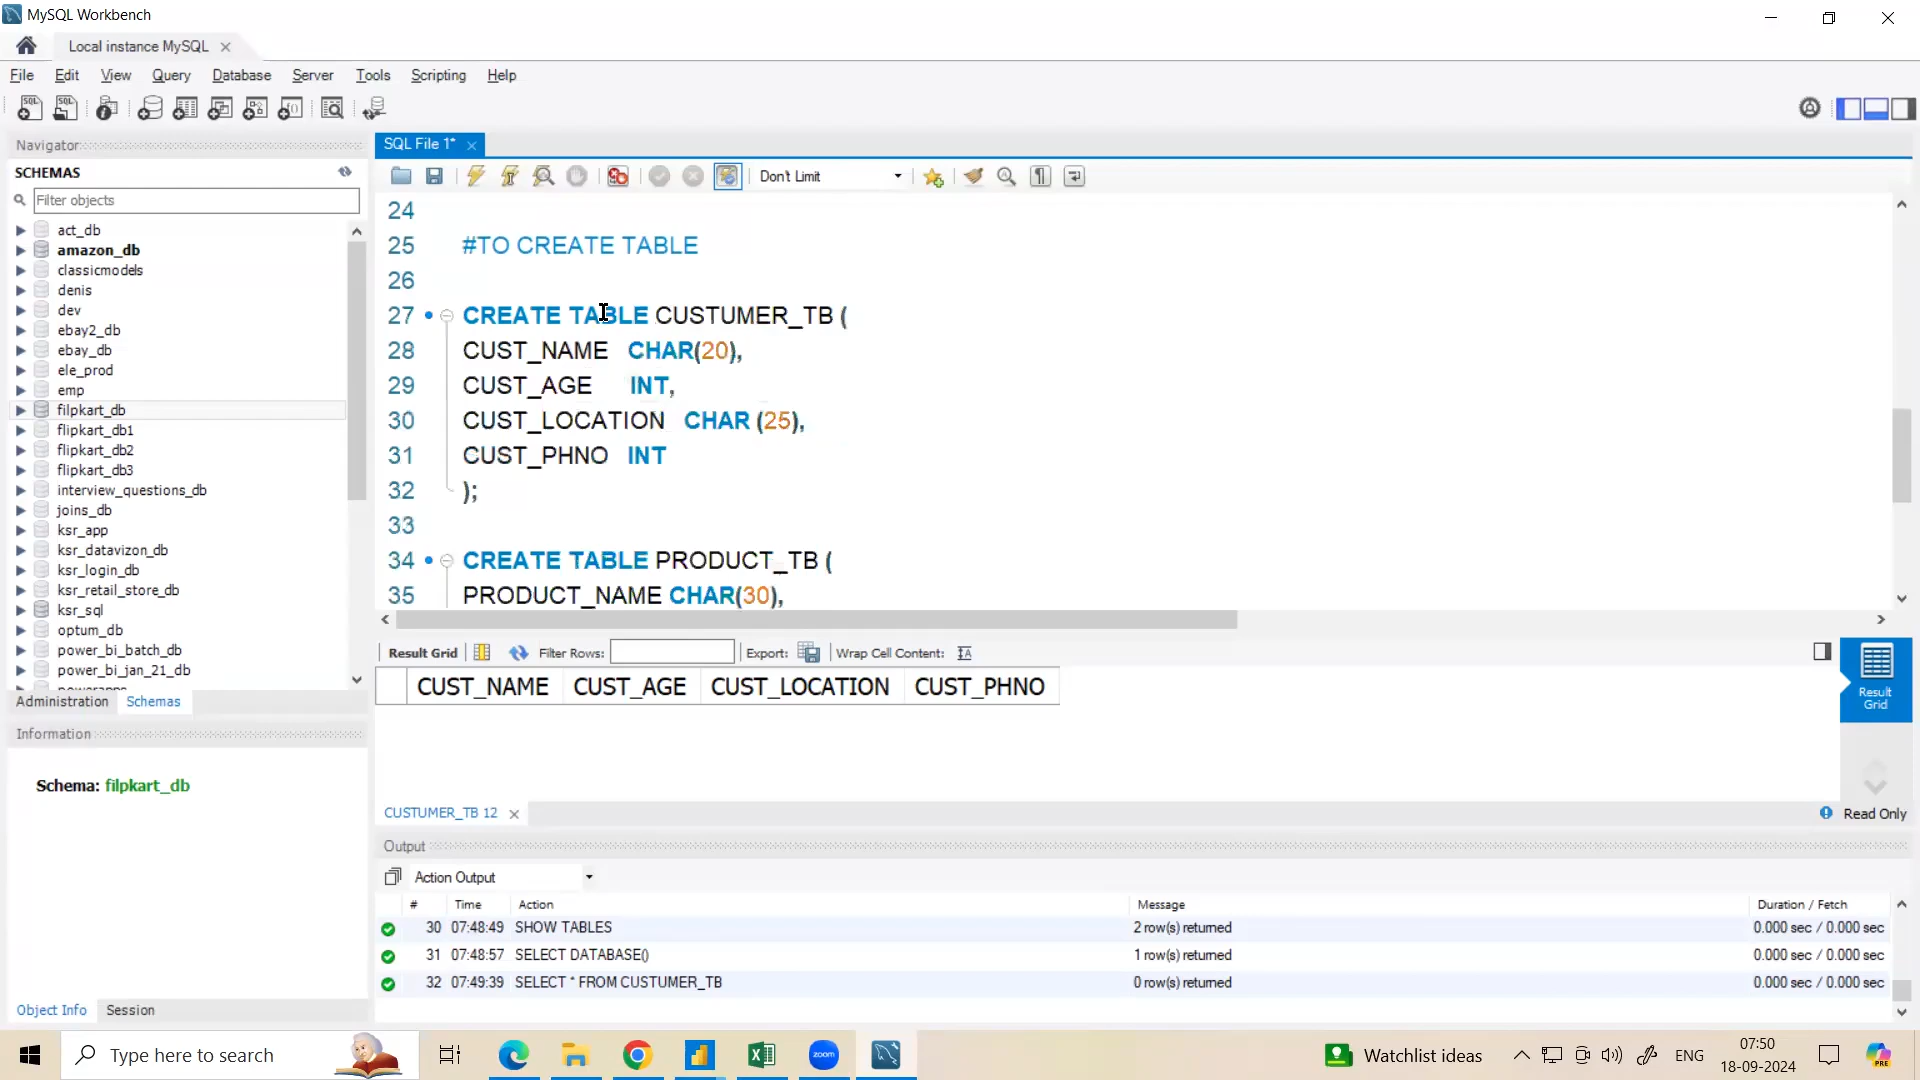 MySQL Workbench
Local instance MySQL
File Edit View Query Database Server Tools Scripting Help
Navigator
SCHEMAS
Filter objects
act_db
amazon_db
classicmodels
denis
dev
ebay2_db
ebay_db
ele_prod
emp
filpkart_db
flipkart_db1
flipkart_db2
flipkart_db3
interview_questions_db
joins_db
ksr_app
ksr_datavizon_db
ksr_login_db
ksr_retail_store_db
ksr_sql
optum_db
power_bi_batch_db
power_bi_jan_21_db
Administration Schemas
Information
Schema: filpkart_db
Object Info Session
SQL File 1*
Don't Limit
24
25 #TO CREATE TABLE
26
27 CREATE TABLE CUSTUMER_TB (
28 CUST_NAME CHAR(20),
29 CUST_AGE INT,
30 CUST_LOCATION CHAR (25),
31 CUST_PHNO INT
32 );
33
34 CREATE TABLE PRODUCT_TB (
35 PRODUCT_NAME CHAR(30),
Result Grid Filter Rows: Export: Wrap Cell Content:
CUST_NAME CUST_AGE CUST_LOCATION CUST_PHNO
Result Grid
CUSTUMER_TB 12
Read Only
Output
Action Output
# Time Action Message Duration / Fetch
30 07:48:49 SHOW TABLES 2 row(s) returned 0.000 sec / 0.000 sec
31 07:48:57 SELECT DATABASE() 1 row(s) returned 0.000 sec / 0.000 sec
32 07:49:39 SELECT * FROM CUSTUMER_TB 0 row(s) returned 0.000 sec / 0.000 sec
Type here to search
zoom
Watchlist ideas
ENG
07:50
18-09-2024
PRE